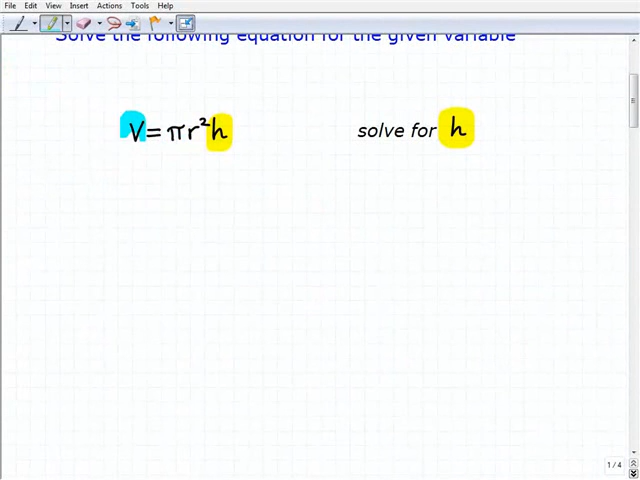 File Edit View Insert Actions Tools Help
Solve the following equation for the given variable
V = πr²h solve for h
1 / 4